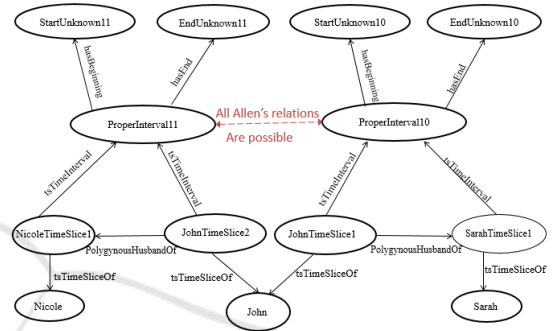 StartUnknown11
EndUnknown11
StartUnknown10
EndUnknown10
hasBeginning
hasEnd
hasBeginning
hasEnd
All Allen's relations
ProperInterval11
ProperInterval10
Are possible
tsTimeInterval
tsTimeInterval
tsTimeInterval
tsTimeInterval
NicoleTimeSlice1
JohnTimeSlice2
JohnTimeSlice1
SarahTimeSlice1
PolygynousHusbandOf
PolygynousHusbandOf
tsTimeSliceOf
tsTimeSliceOf
tsTimeSliceOf
tsTimeSliceOf
Nicole
John
Sarah